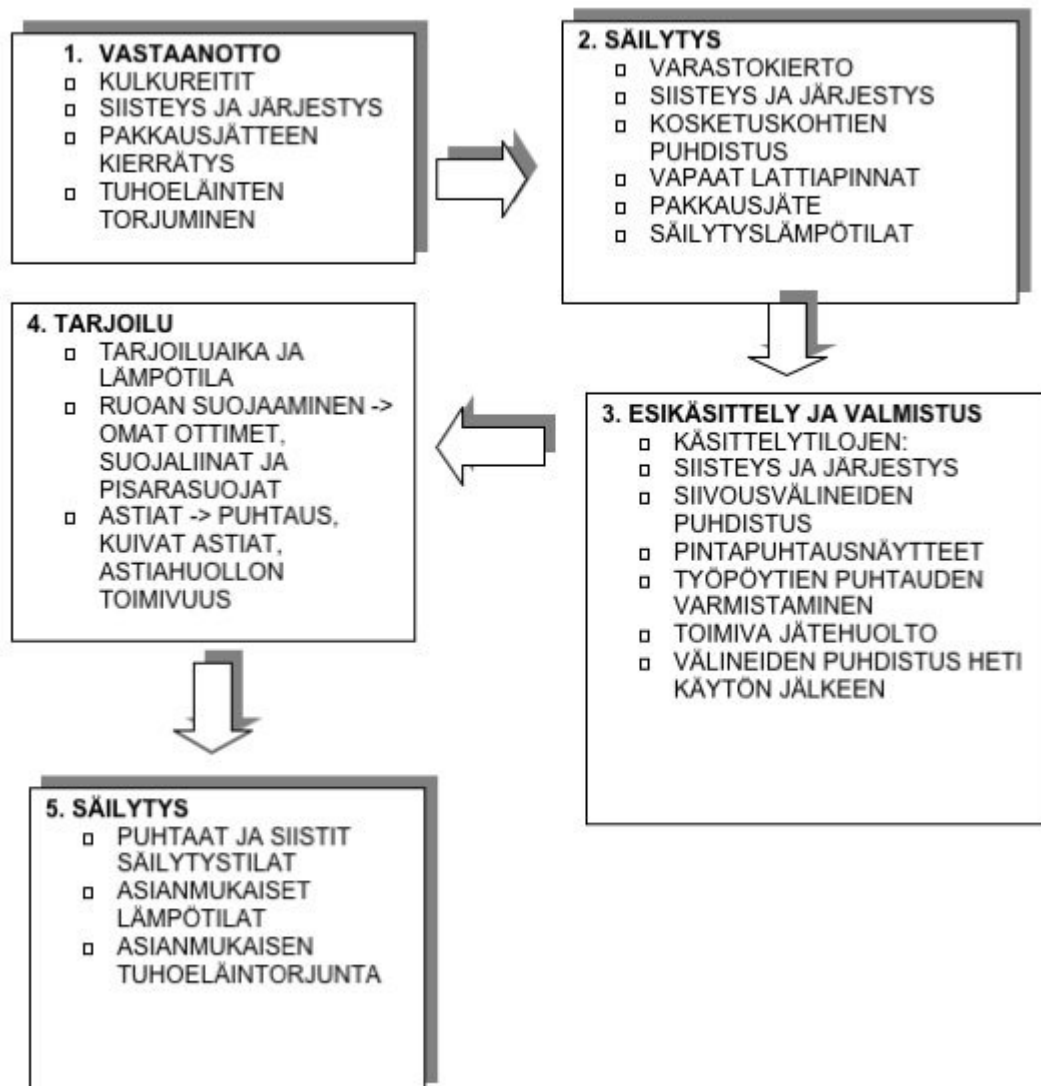 1. VASTAANOTTO
KULKUREITIT
SIISTEYS JA JÄRJESTYS
PAKKAUSJÄTTEEN
KIERRÄTYS
TUHOELÄINTEN
TORJUMINEN
2. SÄILYTYS
VARASTOKIERTO
SIISTEYS JA JÄRJESTYS
KOSKETUSKOHTIEN
PUHDISTUS
VAPAAT LATTIAPINNAT
PAKKAUSJÄTE
SÄILYTYSLÄMPÖTILAT
3. ESIKÄSITTELY JA VALMISTUS
KÄSITTELYTILOJEN:
SIISTEYS JA JÄRJESTYS
SIIVOUSVÄLINEIDEN
PUHDISTUS
PINTAPUHTAUSNÄYTTEET
TYÖPÖYTIEN PUHTAUDEN
VARMISTAMINEN
TOIMIVA JÄTEHUOLTO
VÄLINEIDEN PUHDISTUS HETI
KÄYTÖN JÄLKEEN
4. TARJOILU
TARJOILUAIKA JA
LÄMPÖTILA
RUOAN SUOJAAMINEN ->
OMAT OTTIMET,
SUOJALIINAT JA
PISARASUOJAT
ASTIAT -> PUHTAUS,
KUIVAT ASTIAT,
ASTIAHUOLLON
TOIMIVUUS
5. SÄILYTYS
PUHTAAT JA SIISTIT
SÄILYTYSTILAT
ASIANMUKAISET
LÄMPÖTILAT
ASIANMUKAISEN
TUHOELÄINTORJUNTA